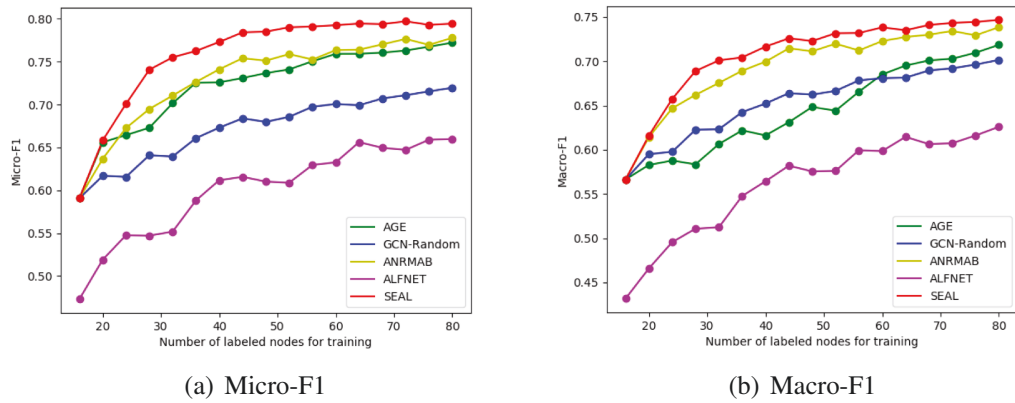 0.80
0.75
0.70
0.65
0.60
0.55
0.50
Micro-F1
20 30 40 50 60 70 80
Number of labeled nodes for training
AGE
GCN-Random
ANRMAB
ALFNET
SEAL
(a) Micro-F1
0.75
0.70
0.65
0.60
0.55
0.50
0.45
Macro-F1
20 30 40 50 60 70 80
Number of labeled nodes for training
AGE
GCN-Random
ANRMAB
ALFNET
SEAL
(b) Macro-F1